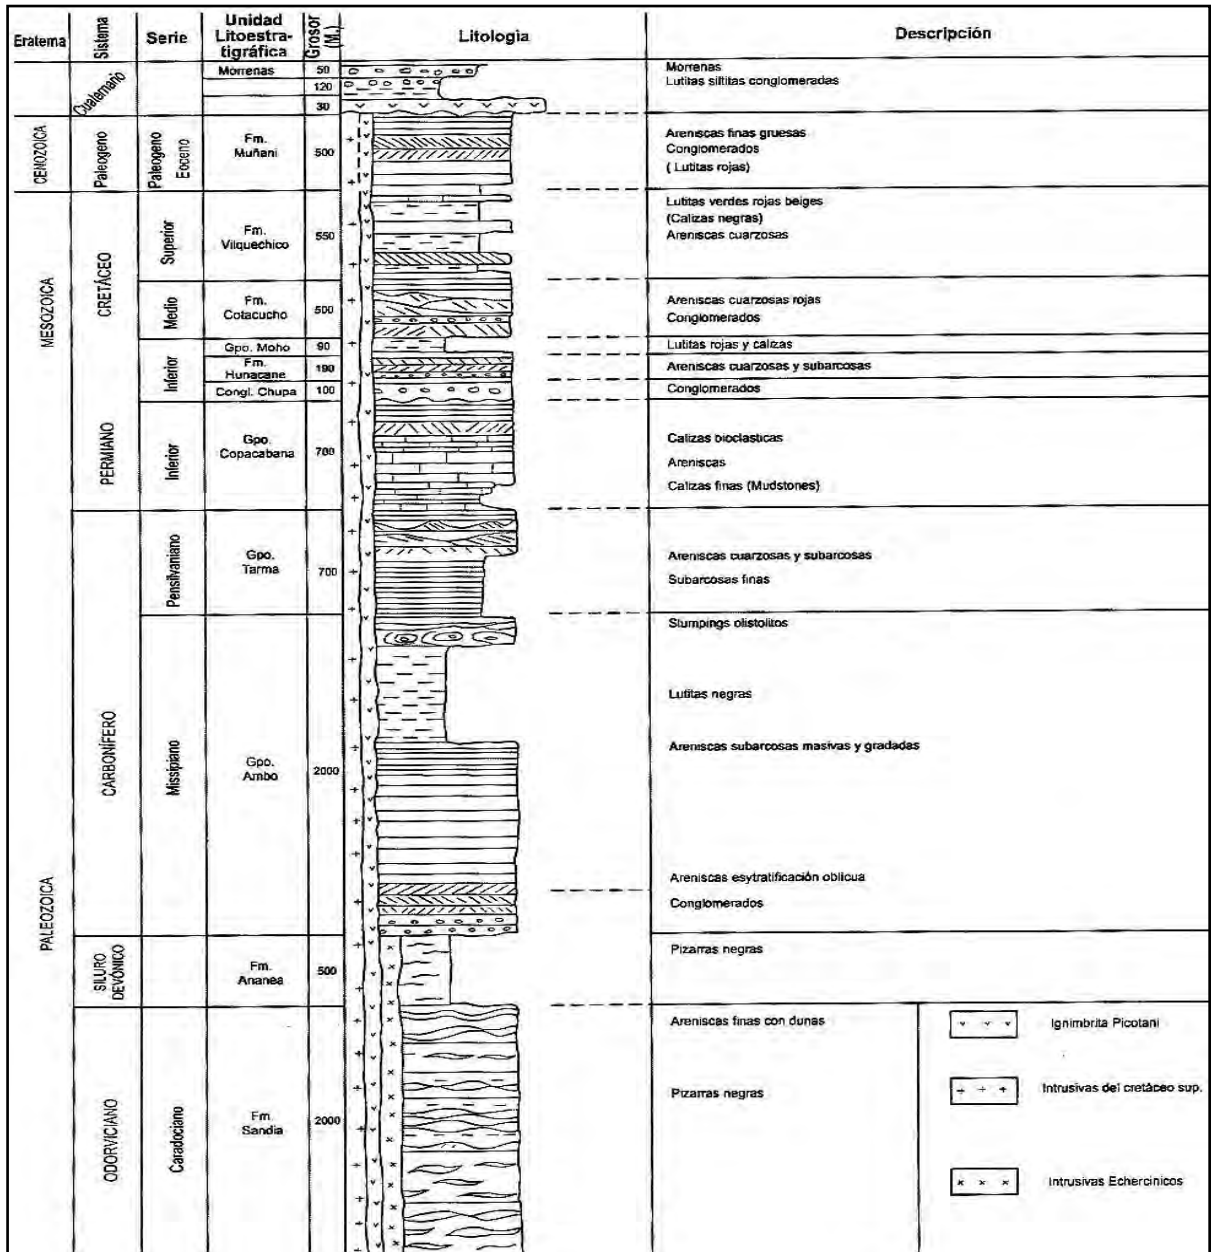 Eratema
Sistema
Serie
Unidad
Litoestra-
tigráfica
Grosor
(M.)
Litología
Descripción
Cuaternario
Morrenas
50
Morrenas
120
Lutitas siltitas conglomeradas
30
CENOZOICA
Paleogeno
Paleogeno
Eoceno
Fm.
Muñani
500
Areniscas finas gruesas
Conglomerados
( Lutitas rojas)
MESOZOICA
CRETÁCEO
Superior
Fm.
Vilquechico
550
Lutitas verdes rojas beiges
(Calizas negras)
Areniscas cuarzosas
Medio
Fm.
Cotacucho
500
Areniscas cuarzosas rojas
Conglomerados
Inferior
Gpo. Moho
90
Lutitas rojas y calizas
Fm.
Hunacane
190
Areniscas cuarzosas y subarcosas
Congl. Chupa
100
Conglomerados
PERMIANO
Inferior
Gpo.
Copacabana
700
Calizas bioclasticas
Areniscas
Calizas finas (Mudstones)
PALEOZOICA
CARBONÍFERO
Pensilvaniano
Gpo.
Tarma
700
Areniscas cuarzosas y subarcosas
Subarcosas finas
Missipiano
Gpo.
Ambo
2000
Slumpings olistolitos
Lutitas negras
Areniscas subarcosas masivas y gradadas
Areniscas esytratificación oblicua
Conglomerados
SILURO
DEVÓNICO
Fm.
Ananea
500
Pizarras negras
ODORVICIANO
Caradociano
Fm.
Sandia
2000
Areniscas finas con dunas
Pizarras negras
Ignimbrita Picotani
Intrusivas del cretáceo sup.
Intrusivas Echercinicos